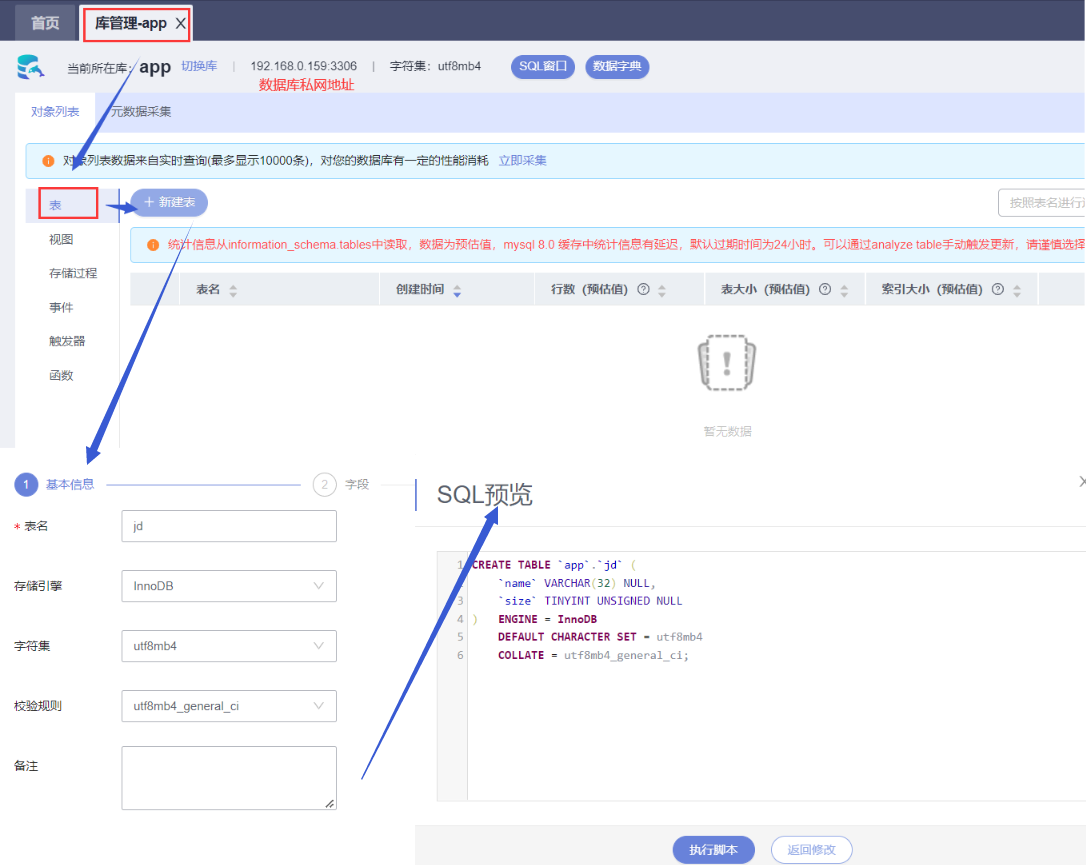 首页 库管理-app X
当前所在库: app 切换库 | 192.168.0.159:3306 | 字符集: utf8mb4 SQL窗口 数据字典
数据库私网地址
对象列表 元数据采集
对象列表数据来自实时查询(最多显示10000条)，对您的数据库有一定的性能消耗 立即采集
表 + 新建表 按照表名进行
统计信息从information_schema.tables中读取，数据为预估值，mysql 8.0 缓存中统计信息有延迟，默认过期时间为24小时。可以通过analyze table手动触发更新，请谨慎选择
视图
存储过程
表名 创建时间 行数（预估值） 表大小（预估值） 索引大小（预估值）
事件
触发器
函数
暂无数据
1 基本信息 2 字段
SQL预览
* 表名 jd
存储引擎 InnoDB
字符集 utf8mb4
校验规则 utf8mb4_general_ci
备注
1 CREATE TABLE `app`.`jd` (
`name` VARCHAR(32) NULL,
3 `size` TINYINT UNSIGNED NULL
4 ) ENGINE = InnoDB
5 DEFAULT CHARACTER SET = utf8mb4
6 COLLATE = utf8mb4_general_ci;
执行脚本 返回修改